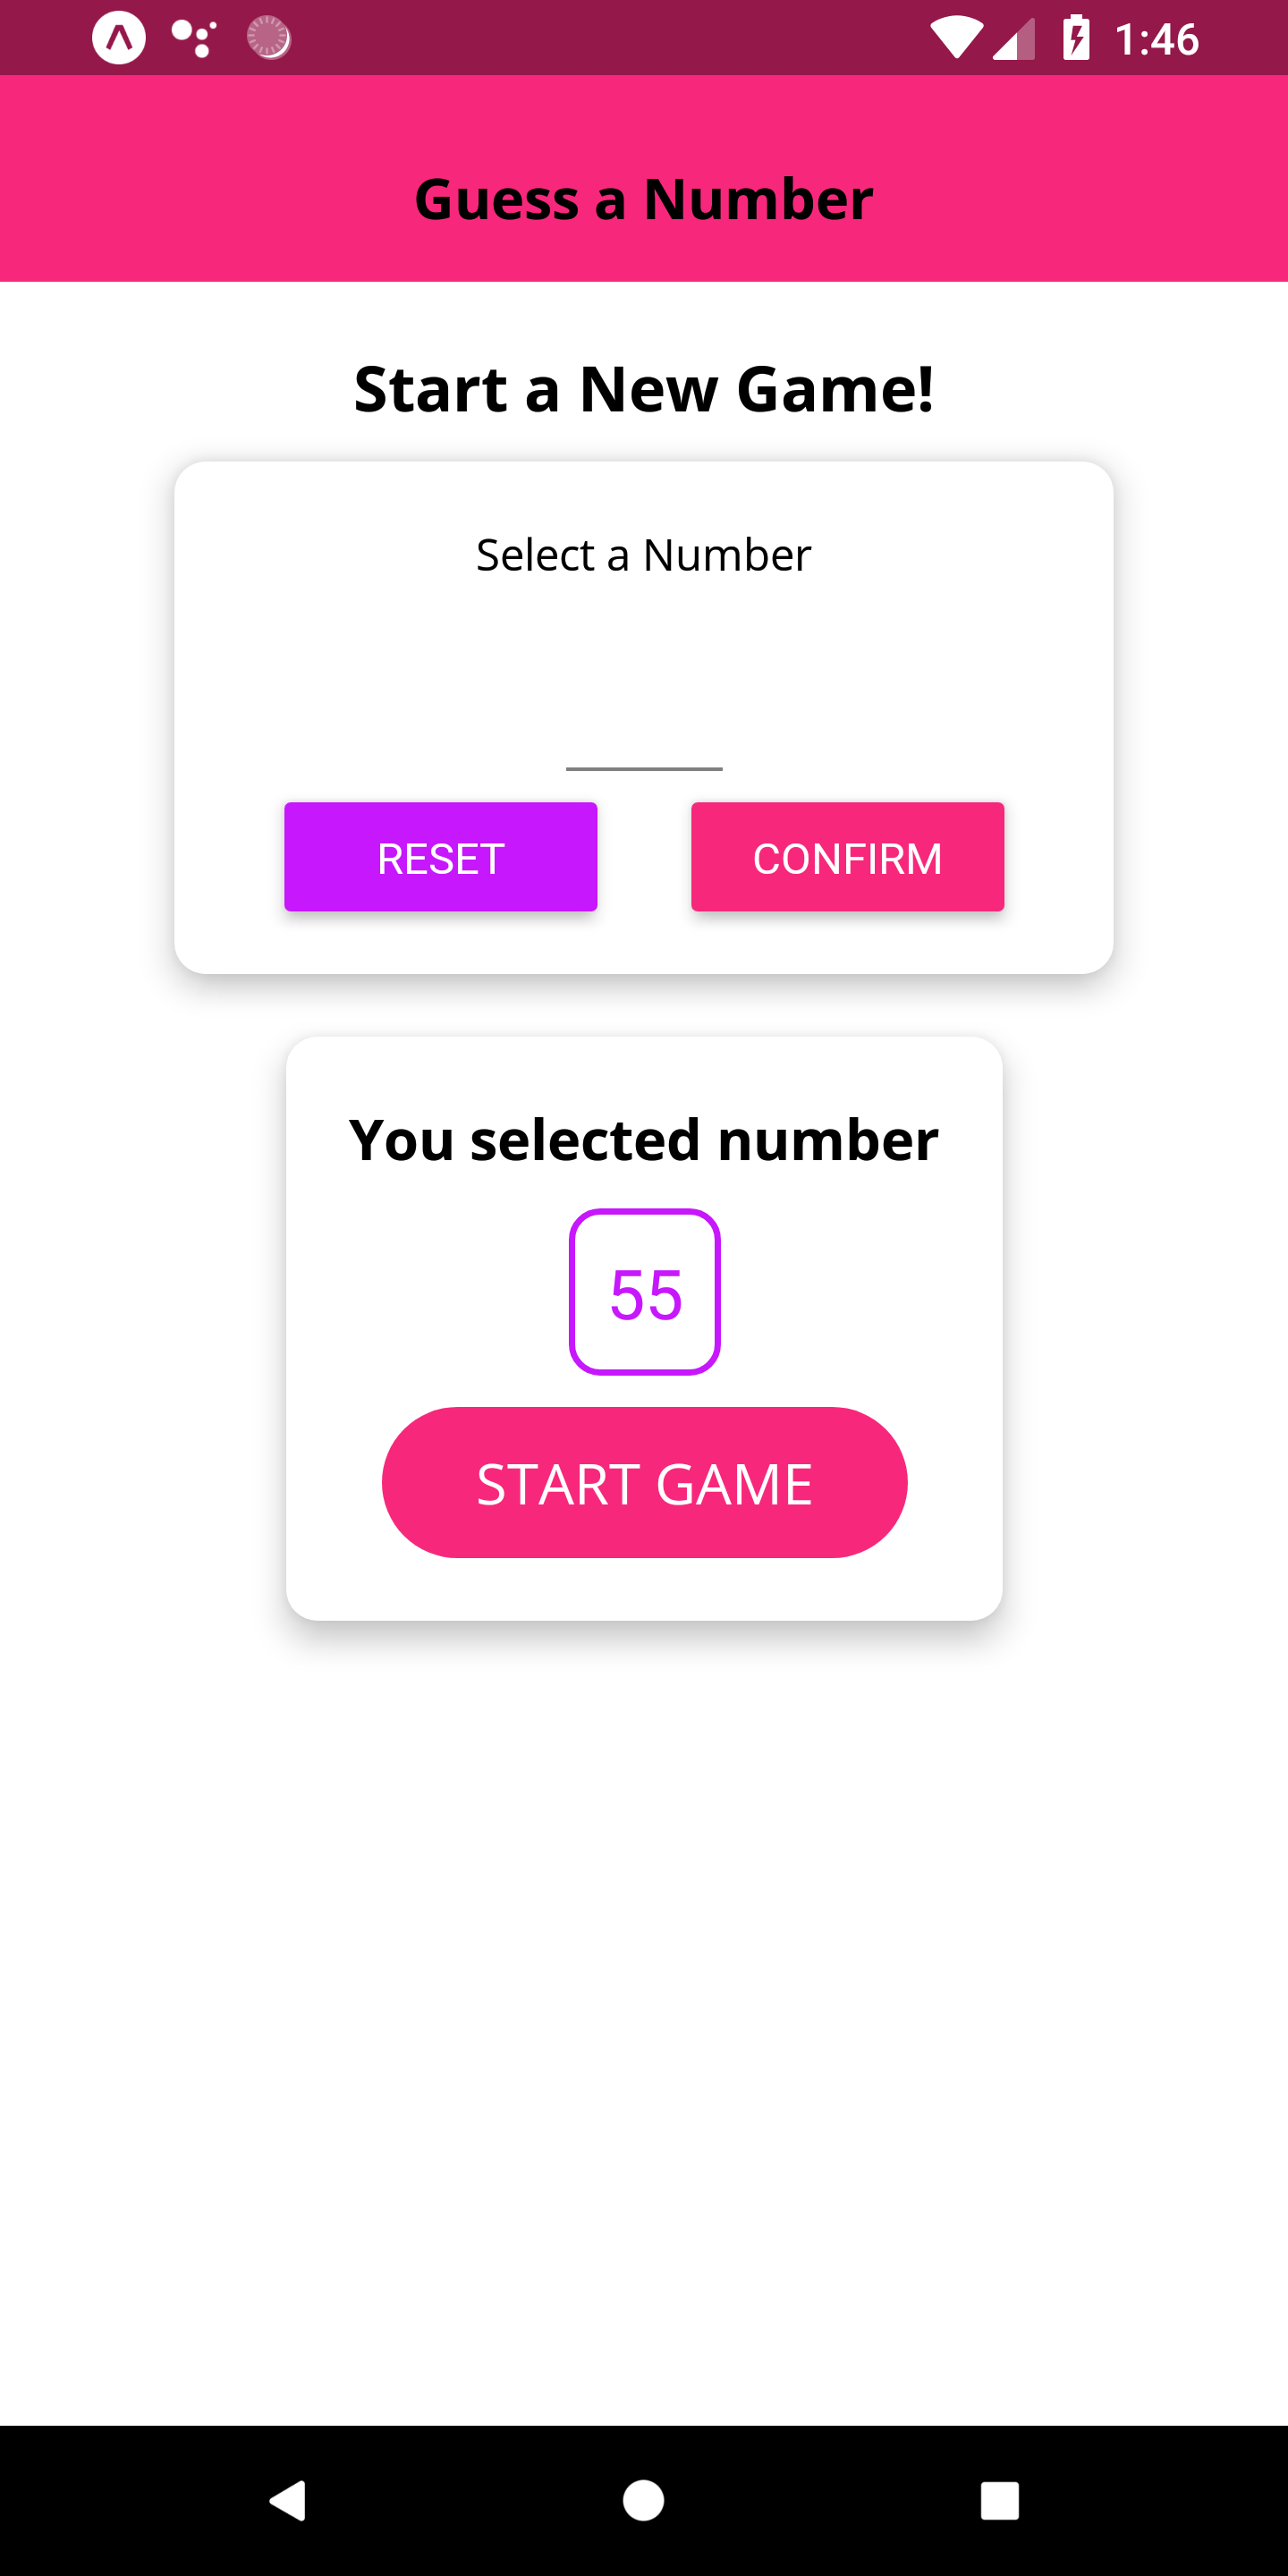 1:46
Guess a Number
Start a New Game!
Select a Number
RESET CONFIRM
You selected number
55
START GAME